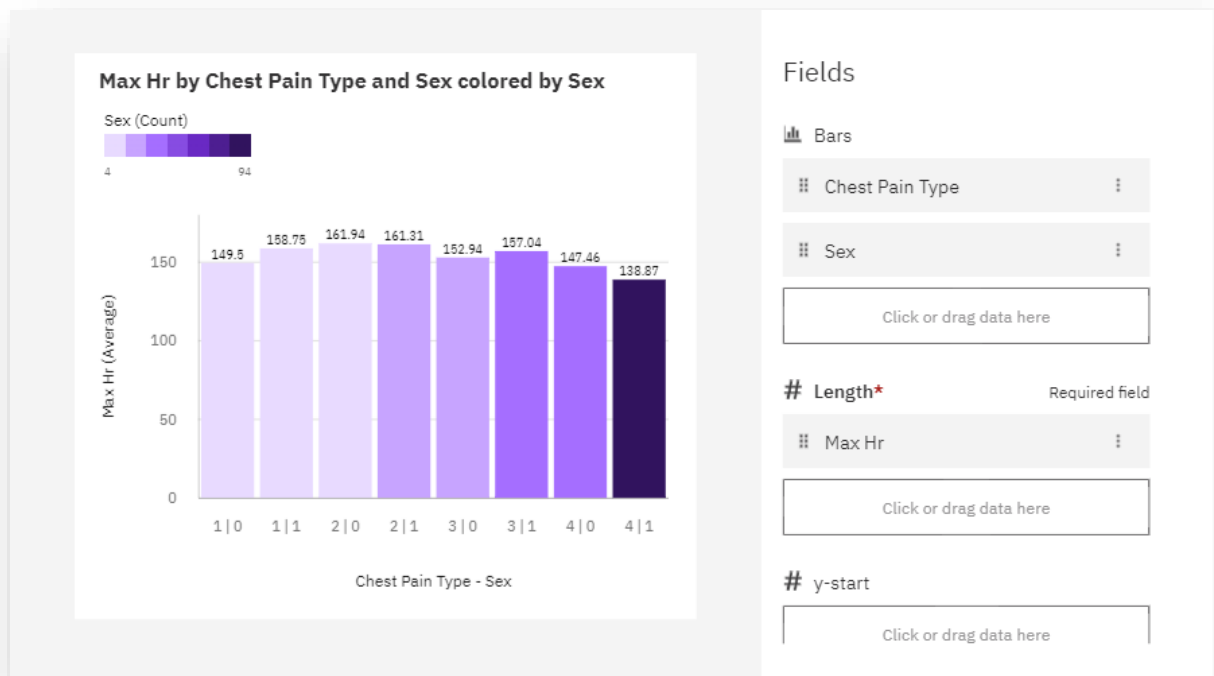 Max Hr by Chest Pain Type and Sex colored by Sex
Sex (Count)
4 94
Max Hr (Average)
150
100
50
0
149.5 158.75 161.94 161.31 152.94 157.04 147.46 138.87
1|0 1|1 2|0 2|1 3|0 3|1 4|0 4|1
Chest Pain Type - Sex
Fields
Bars
Chest Pain Type
Sex
Click or drag data here
# Length* Required field
Max Hr
Click or drag data here
# y-start
Click or drag data here